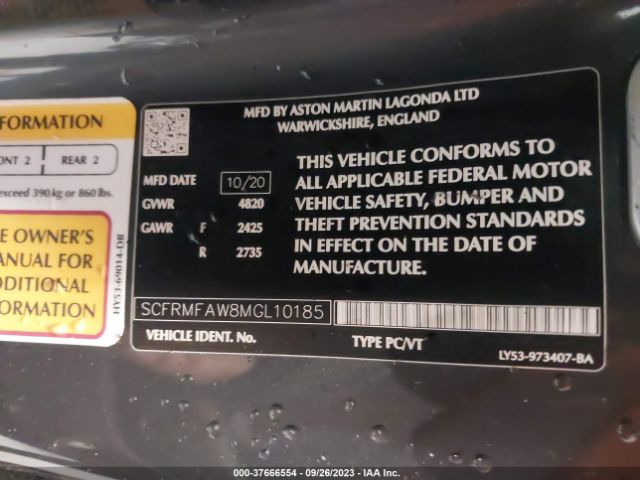 FORMATION
ONT 2 REAR 2
exceed 390 kg or 860 lbs.
E OWNER'S
ANUAL FOR
DDITIONAL
ORMATION
HY53-69014-DB
MFD BY ASTON MARTIN LAGONDA LTD
WARWICKSHIRE, ENGLAND
MFD DATE 10/20
GVWR 4820
GAWR F 2425
R 2735
THIS VEHICLE CONFORMS TO
ALL APPLICABLE FEDERAL MOTOR
VEHICLE SAFETY, BUMPER AND
THEFT PREVENTION STANDARDS
IN EFFECT ON THE DATE OF
MANUFACTURE.
SCFRMFAW8MGL10185
VEHICLE IDENT. No.
TYPE PC/VT
LY53-973407-BA
000-37666554 - 09/26/2023 - IAA Inc.